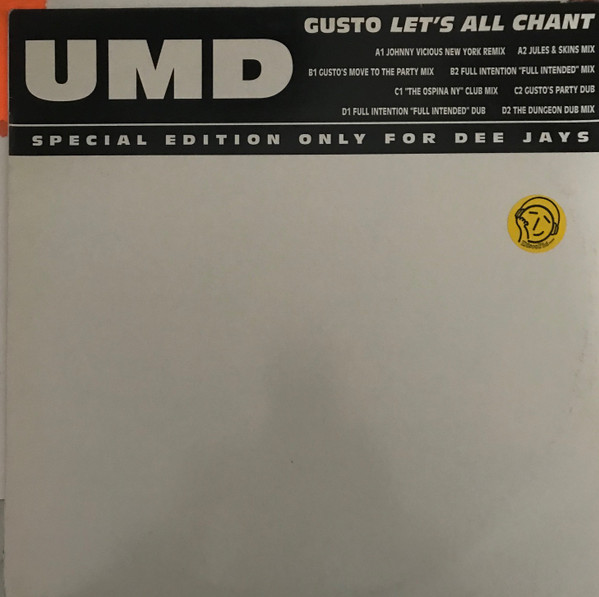 GUSTO LET'S ALL CHANT
UMD
A1 JOHNNY VICIOUS NEW YORK REMIX A2 JULES & SKINS MIX
B1 GUSTO'S MOVE TO THE PARTY MIX B2 FULL INTENTION "FULL INTENDED" MIX
C1 "THE OSPINA NY" CLUB MIX C2 GUSTO'S PARTY DUB
D1 FULL INTENTION "FULL INTENDED" DUB D2 THE DUNGEON DUB MIX
SPECIAL EDITION ONLY FOR DEE JAYS